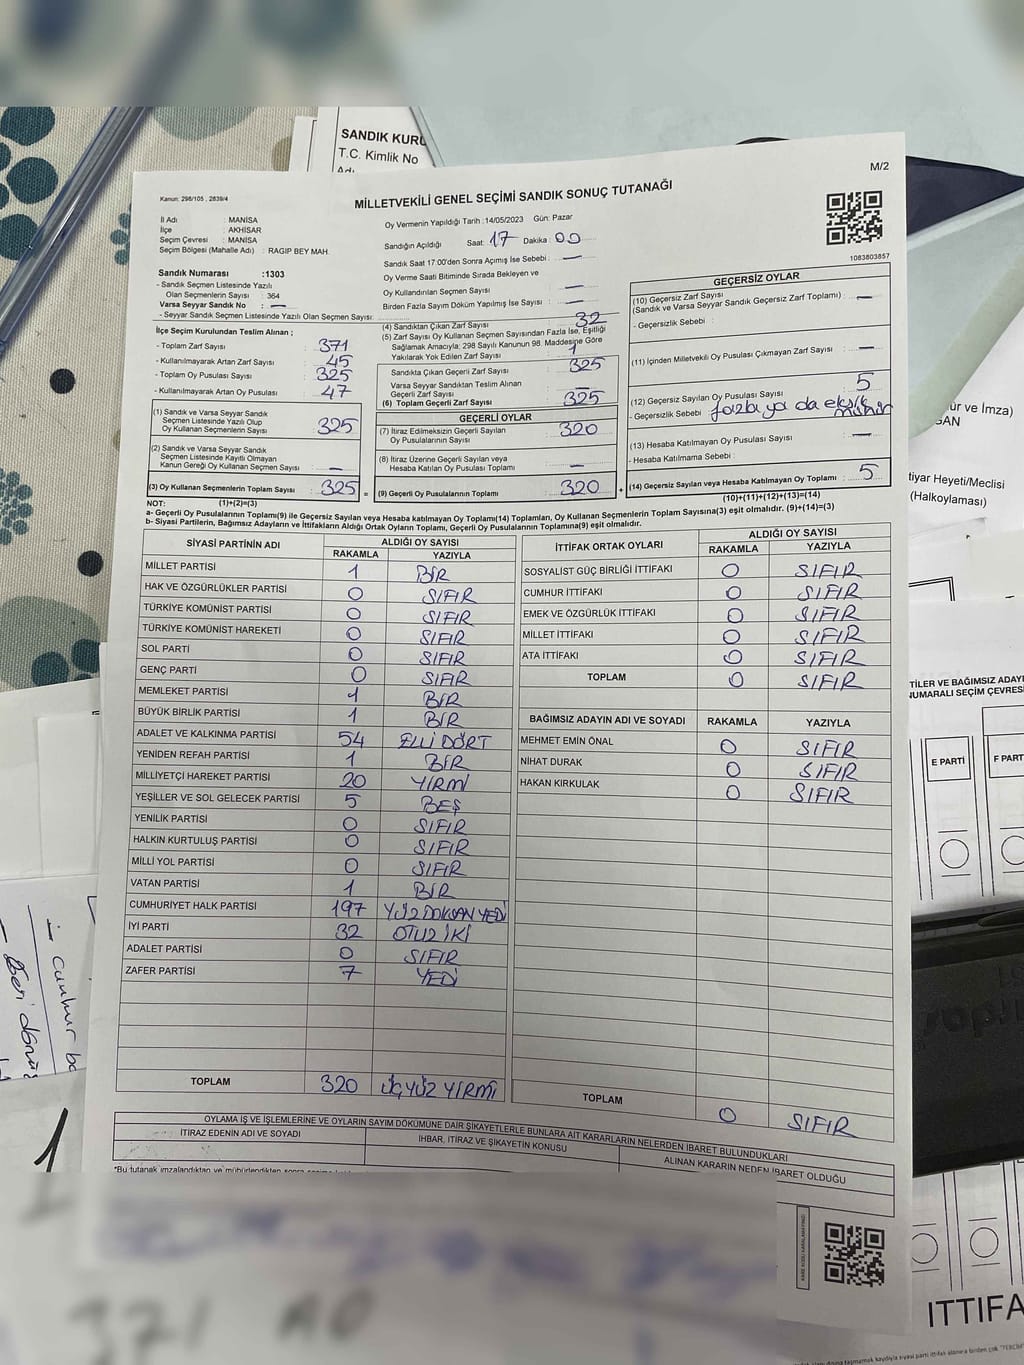 SANDIK KURU
T.C. Kimlik No
Adı
M/2
Kanun: 298/105 , 2839/4
MİLLETVEKİLİ GENEL SEÇİMİ SANDIK SONUÇ TUTANAĞI
İl Adı : MANİSA
İlçe : AKHİSAR
Seçim Çevresi : MANİSA
Seçim Bölgesi (Mahalle Adı) : RAGIP BEY MAH.
Sandık Numarası :1303
- Sandık Seçmen Listesinde Yazılı
Olan Seçmenlerin Sayısı : 364
Varsa Seyyar Sandık No : —
- Seyyar Sandık Seçmen Listesinde Yazılı Olan Seçmen Sayısı:
Oy Vermenin Yapıldığı Tarih :14/05/2023 Gün: Pazar
Sandığın Açıldığı Saat: 17 Dakika : 00
Sandık Saat 17:00'den Sonra Açımış İse Sebebi : —
Oy Verme Saati Bitiminde Sırada Bekleyen ve
Oy Kullandırılan Seçmen Sayısı : —
Birden Fazla Sayım Döküm Yapılmış İse Sayısı : —
1083803857
İlçe Seçim Kurulundan Teslim Alınan ;
- Toplam Zarf Sayısı : 371
- Kullanılmayarak Artan Zarf Sayısı : 45
- Toplam Oy Pusulası Sayısı : 325
- Kullanılmayarak Artan Oy Pusulası : 47
(1) Sandık ve Varsa Seyyar Sandık
Seçmen Listesinde Yazılı Olup
Oy Kullanan Seçmenlerin Sayısı : 325
(2) Sandık ve Varsa Seyyar Sandık
Seçmen Listesinde Kayıtlı Olmayan
Kanun Gereği Oy Kullanan Seçmen Sayısı : —
(3) Oy Kullanan Seçmenlerin Toplam Sayısı : 325 =
(4) Sandıktan Çıkan Zarf Sayısı : 32
(5) Zarf Sayısı Oy Kullanan Seçmen Sayısından Fazla İse, Eşitliği
Sağlamak Amacıyla; 298 Sayılı Kanunun 98. Maddesine Göre
Yakılarak Yok Edilen Zarf Sayısı : 1
Sandıkta Çıkan Geçerli Zarf Sayısı : 325
Varsa Seyyar Sandıktan Teslim Alınan
Geçerli Zarf Sayısı : —
(6) Toplam Geçerli Zarf Sayısı : 325
GEÇERLİ OYLAR
(7) İtiraz Edilmeksizin Geçerli Sayılan
Oy Pusulalarının Sayısı : 320
(8) İtiraz Üzerine Geçerli Sayılan veya
Hesaba Katılan Oy Pusulası Toplamı : —
(9) Geçerli Oy Pusulalarının Toplamı : 320 +
GEÇERSİZ OYLAR
(10) Geçersiz Zarf Sayısı : —
(Sandık ve Varsa Seyyar Sandık Geçersiz Zarf Toplamı)
- Geçersizlik Sebebi :
(11) İçinden Milletvekili Oy Pusulası Çıkmayan Zarf Sayısı : —
(12) Geçersiz Sayılan Oy Pusulası Sayısı : 5
- Geçersizlik Sebebi : fazla ya da eksik
mühür
(13) Hesaba Katılmayan Oy Pusulası Sayısı : —
- Hesaba Katılmama Sebebi :
(14) Geçersiz Sayılan veya Hesaba Katılmayan Oy Toplamı : 5
NOT: (1)+(2)=(3) (10)+(11)+(12)+(13)=(14)
a- Geçerli Oy Pusulalarının Toplamı(9) ile Geçersiz Sayılan veya Hesaba katılmayan Oy Toplamı(14) Toplamları, Oy Kullanan Seçmenlerin Toplam Sayısına(3) eşit olmalıdır. (9)+(14)=(3)
b- Siyasi Partilerin, Bağımsız Adayların ve İttifakların Aldığı Ortak Oyların Toplamı, Geçerli Oy Pusulalarının Toplamına(9) eşit olmalıdır.
SİYASİ PARTİNİN ADI ALDIĞI OY SAYISI
RAKAMLA YAZIYLA
MİLLET PARTİSİ 1 BİR
HAK VE ÖZGÜRLÜKLER PARTİSİ 0 SIFIR
TÜRKİYE KOMÜNİST PARTİSİ 0 SIFIR
TÜRKİYE KOMÜNİST HAREKETİ 0 SIFIR
SOL PARTİ 0 SIFIR
GENÇ PARTİ 0 SIFIR
MEMLEKET PARTİSİ 1 BİR
BÜYÜK BİRLİK PARTİSİ 1 BİR
ADALET VE KALKINMA PARTİSİ 54 ELLİ DÖRT
YENİDEN REFAH PARTİSİ 1 BİR
MİLLİYETÇİ HAREKET PARTİSİ 20 YİRMİ
YEŞİLLER VE SOL GELECEK PARTİSİ 5 BEŞ
YENİLİK PARTİSİ 0 SIFIR
HALKIN KURTULUŞ PARTİSİ 0 SIFIR
MİLLİ YOL PARTİSİ 0 SIFIR
VATAN PARTİSİ 1 BİR
CUMHURİYET HALK PARTİSİ 197 YÜZ DOKSAN YEDİ
İYİ PARTİ 32 OTUZ İKİ
ADALET PARTİSİ 0 SIFIR
ZAFER PARTİSİ 7 YEDİ
TOPLAM 320 ÜÇYÜZ YİRMİ
İTTİFAK ORTAK OYLARI ALDIĞI OY SAYISI
RAKAMLA YAZIYLA
SOSYALİST GÜÇ BİRLİĞİ İTTİFAKI 0 SIFIR
CUMHUR İTTİFAKI 0 SIFIR
EMEK VE ÖZGÜRLÜK İTTİFAKI 0 SIFIR
MİLLET İTTİFAKI 0 SIFIR
ATA İTTİFAKI 0 SIFIR
TOPLAM 0 SIFIR
BAĞIMSIZ ADAYIN ADI VE SOYADI RAKAMLA YAZIYLA
MEHMET EMİN ÖNAL 0 SIFIR
NİHAT DURAK 0 SIFIR
HAKAN KIRKULAK 0 SIFIR
TOPLAM 0 SIFIR
OYLAMA İŞ VE İŞLEMLERİNE VE OYLARIN SAYIM DÖKÜMÜNE DAİR ŞİKAYETLERLE BUNLARA AİT KARARLARIN NELERDEN İBARET BULUNDUKLARI
İTİRAZ EDENİN ADI VE SOYADI
İHBAR, İTİRAZ VE ŞİKAYETİN KONUSU
ALINAN KARARIN NEDEN İBARET OLDUĞU
*Bu tutanak imzalandıktan ve mühürlendikten sonra
ür ve İmza)
tiyar Heyeti/Meclisi
(Halkoylaması)
TİLER VE BAĞIMSIZ ADAYI
NUMARALI SEÇİM ÇEVRESİ
E PARTİ
F PART
İTTİFA
371 AO